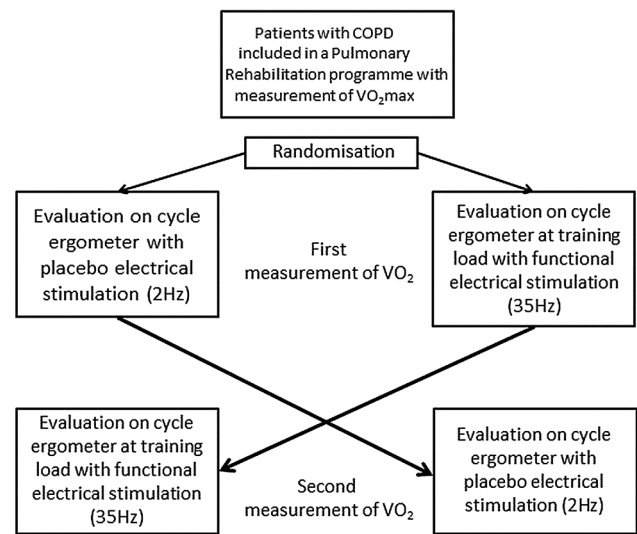 Patients with COPD
included in a Pulmonary
Rehabilitation programme with
measurement of VO₂max
Randomisation
Evaluation on cycle
ergometer with
placebo electrical
stimulation (2Hz)
First
measurement of VO₂
Evaluation on cycle
ergometer at training
load with functional
electrical stimulation
(35Hz)
Evaluation on cycle
ergometer at training
load with functional
electrical stimulation
(35Hz)
Second
measurement of VO₂
Evaluation on cycle
ergometer with
placebo electrical
stimulation (2Hz)